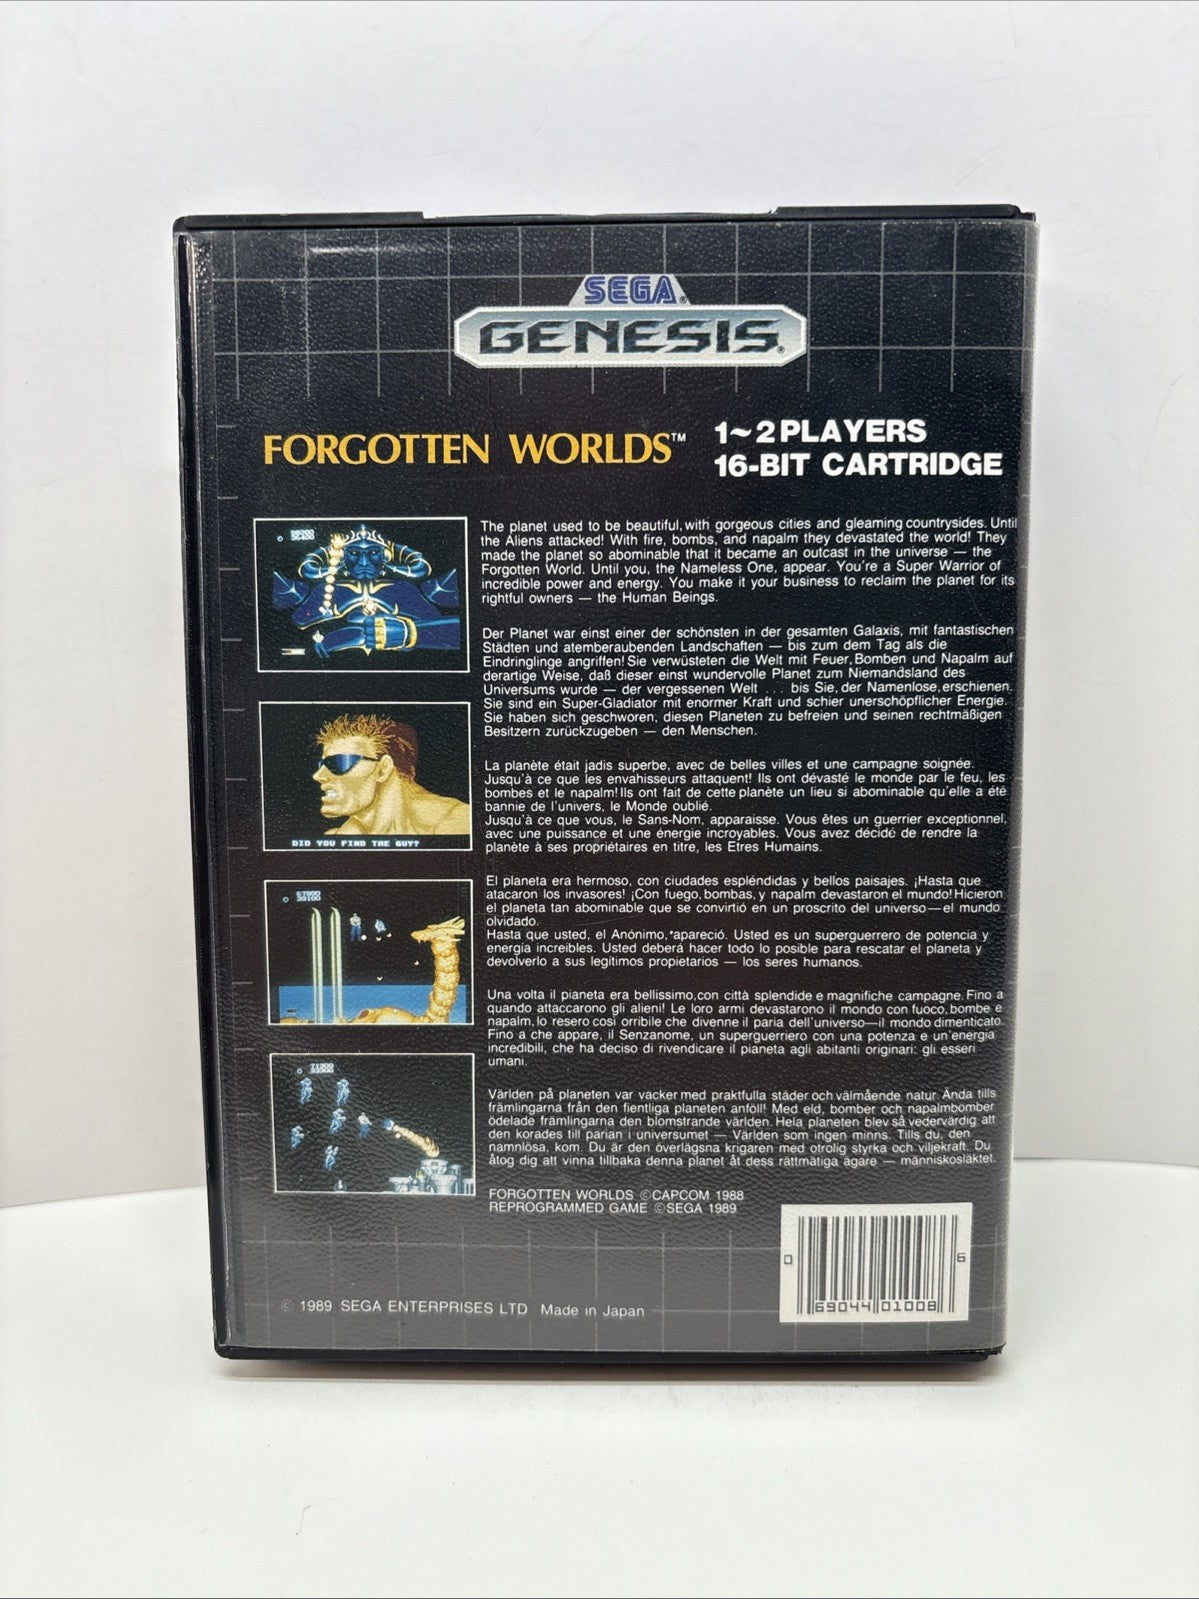 SEGA®
GENESIS®
FORGOTTEN WORLDS™
1~2 PLAYERS
16-BIT CARTRIDGE
The planet used to be beautiful, with gorgeous cities and gleaming countrysides. Until
the Aliens attacked! With fire, bombs, and napalm they devastated the world! They
made the planet so abominable that it became an outcast in the universe — the
Forgotten World. Until you, the Nameless One, appear. You're a Super Warrior of
incredible power and energy. You make it your business to reclaim the planet for its
rightful owners — the Human Beings.
Der Planet war einst einer der schönsten in der gesamten Galaxis, mit fantastischen
Städten und atemberaubenden Landschaften — bis zum dem Tag als die
Eindringlinge angriffen! Sie verwüsteten die Welt mit Feuer, Bomben und Napalm auf
derartige Weise, daß dieser einst wundervolle Planet zum Niemandsland des
Universums wurde — der vergessenen Welt . . . bis Sie, der Namenlose, erschienen.
Sie sind ein Super-Gladiator mit enormer Kraft und schier unerschöpflicher Energie.
Sie haben sich geschworen, diesen Planeten zu befreien und seinen rechtmäßigen
Besitzern zurückzugeben — den Menschen.
La planète était jadis superbe, avec de belles villes et une campagne soignée.
Jusqu'à ce que les envahisseurs attaquent! Ils ont dévasté le monde par le feu, les
bombes et le napalm! Ils ont fait de cette planète un lieu si abominable qu'elle a été
bannie de l'univers, le Monde oublié.
Jusqu'à ce que vous, le Sans-Nom, apparaisse. Vous êtes un guerrier exceptionnel,
avec une puissance et une énergie incroyables. Vous avez décidé de rendre la
planète à ses propriétaires en titre, les Etres Humains.
El planeta era hermoso, con ciudades espléndidas y bellos paisajes. ¡Hasta que
atacaron los invasores! ¡Con fuego, bombas, y napalm devastaron el mundo! Hicieron
el planeta tan abominable que se convirtió en un proscrito del universo — el mundo
olvidado.
Hasta que usted, el Anónimo, apareció. Usted es un superguerrero de potencia y
energía increibles. Usted deberá hacer todo lo posible para rescatar el planeta y
devolverlo a sus legítimos propietarios — los seres humanos.
Una volta il pianeta era bellissimo, con città splendide e magnifiche campagne. Fino a
quando attaccarono gli alieni! Le loro armi devastarono il mondo con fuoco, bombe e
napalm, lo resero così orribile che divenne il paria dell'universo—il mondo dimenticato.
Fino a che appare, il Senzanome, un superguerriero con una potenza e un'energia
incredibili, che ha deciso di rivendicare il pianeta agli abitanti originari: gli esseri
umani.
Världen på planeten var vacker med praktfulla städer och välmående natur. Ända tills
främlingarna från den fientliga planeten anföll! Med eld, bomber och napalmbomber
ödelade främlingarna den blomstrande världen. Hela planeten blev så vedervärdig att
den korades till parian i universumet — Världen som ingen minns. Tills du, den
namnlösa, kom. Du är den överlägsna krigaren med otrolig styrka och viljekraft. Du
åtog dig att vinna tillbaka denna planet åt dess rättmätiga ägare — människosläktet.
DID YOU FIND THE GUY?
57000
39100
FORGOTTEN WORLDS ©CAPCOM 1988
REPROGRAMMED GAME ©SEGA 1989
© 1989 SEGA ENTERPRISES LTD Made in Japan
0 69044 01008 6